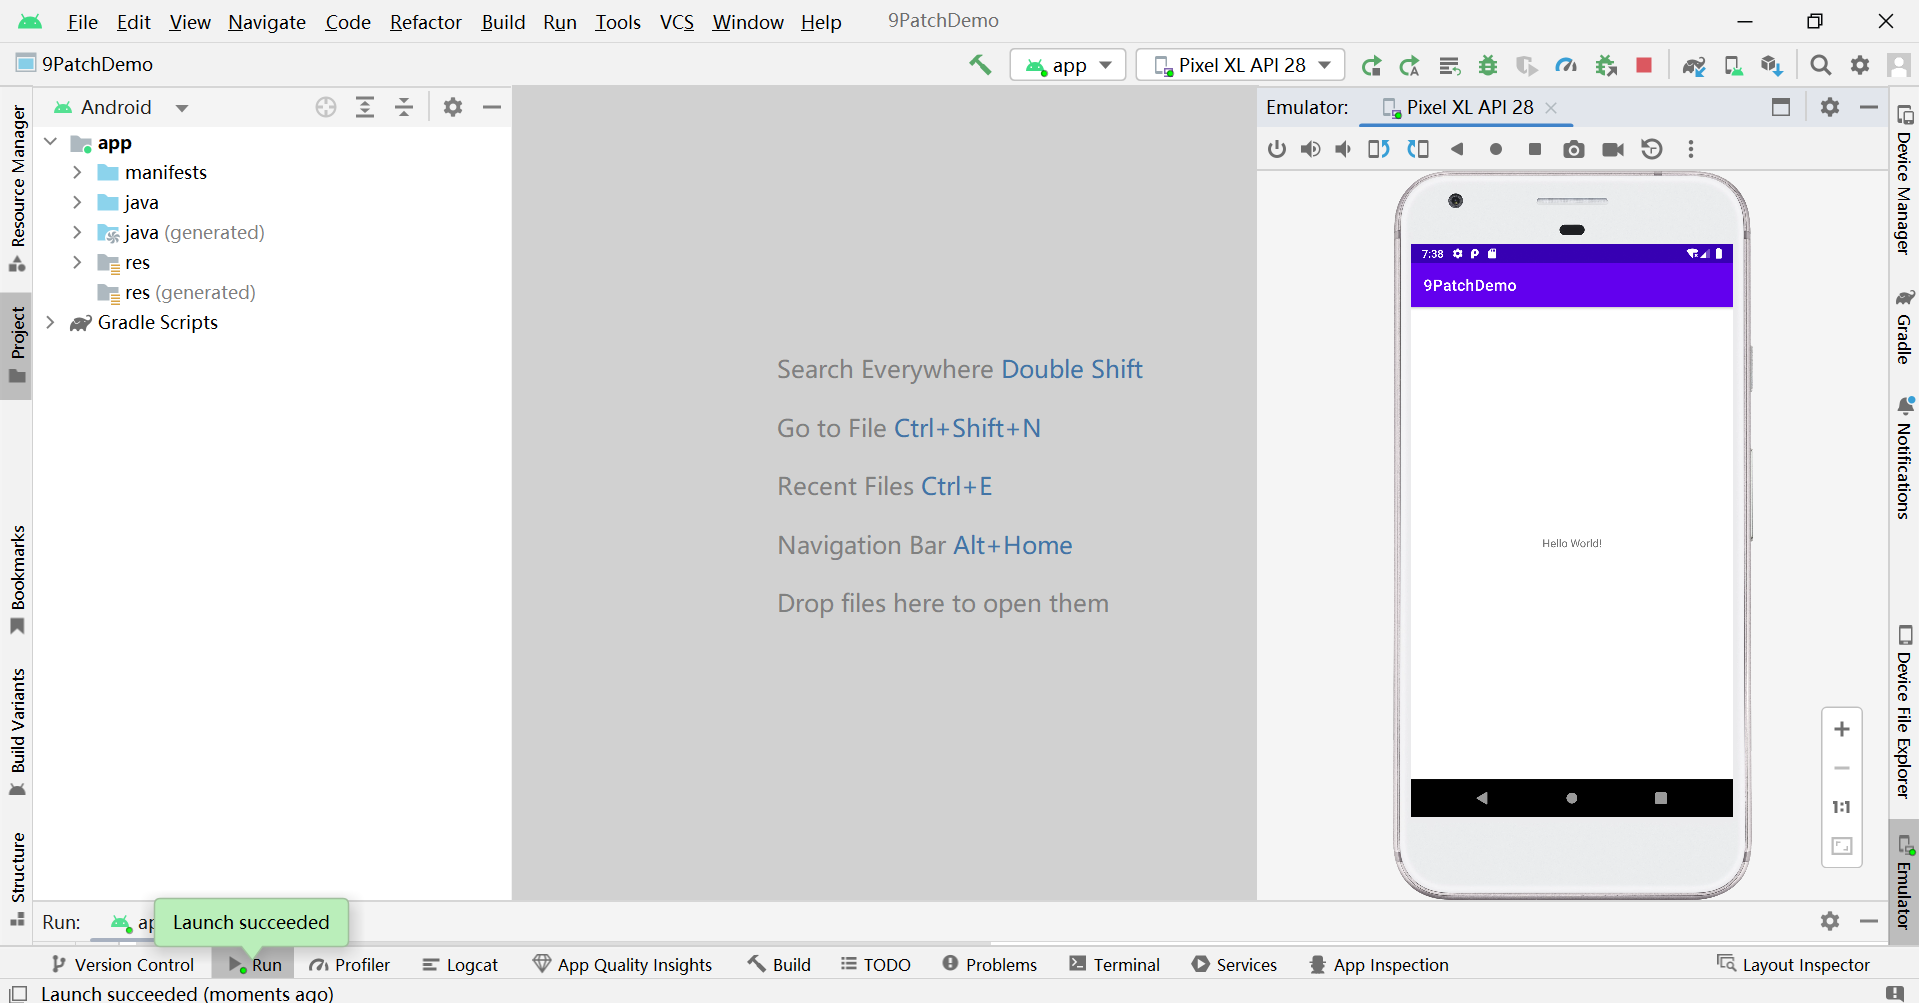 File Edit View Navigate Code Refactor Build Run Tools VCS Window Help 9PatchDemo
9PatchDemo
app
Pixel XL API 28
Android
app
manifests
java
java (generated)
res
res (generated)
Gradle Scripts
Resource Manager
Project
Bookmarks
Build Variants
Structure
Search Everywhere Double Shift
Go to File Ctrl+Shift+N
Recent Files Ctrl+E
Navigation Bar Alt+Home
Drop files here to open them
Emulator: Pixel XL API 28
7:38
9PatchDemo
Hello World!
1:1
Device Manager
Gradle
Notifications
Device File Explorer
Emulator
Run:
Launch succeeded
Version Control Run Profiler Logcat App Quality Insights Build TODO Problems Terminal Services App Inspection Layout Inspector
Launch succeeded (moments ago)